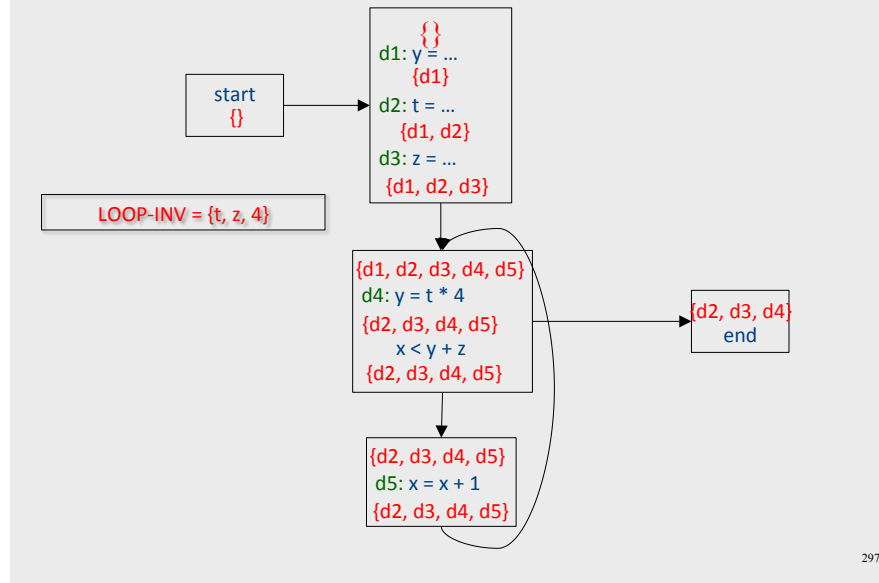 {}
d1: y = ...
{d1}
d2: t = ...
{d1, d2}
d3: z = ...
{d1, d2, d3}
start
{}
LOOP-INV = {t, z, 4}
{d1, d2, d3, d4, d5}
d4: y = t * 4
{d2, d3, d4, d5}
x < y + z
{d2, d3, d4, d5}
{d2, d3, d4}
end
{d2, d3, d4, d5}
d5: x = x + 1
{d2, d3, d4, d5}
297